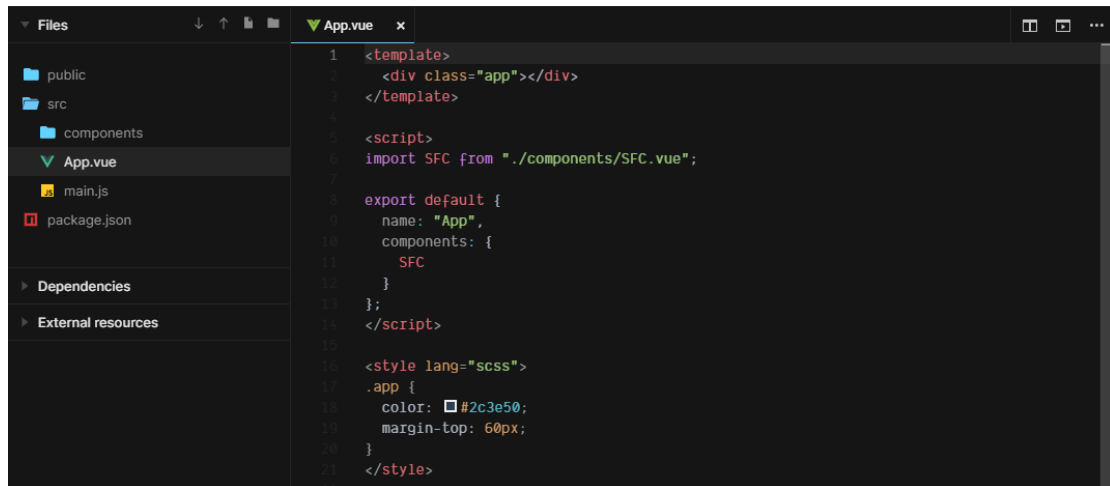 Files
App.vue ×
public
src
components
App.vue
JS main.js
package.json
Dependencies
External resources
1 <template>
2   <div class="app"></div>
3 </template>
4
5 <script>
6 import SFC from "./components/SFC.vue";
7
8 export default {
9   name: "App",
10   components: {
11     SFC
12   }
13 };
14 </script>
15
16 <style lang="scss">
17 .app {
18   color: #2c3e50;
19   margin-top: 60px;
20 }
21 </style>